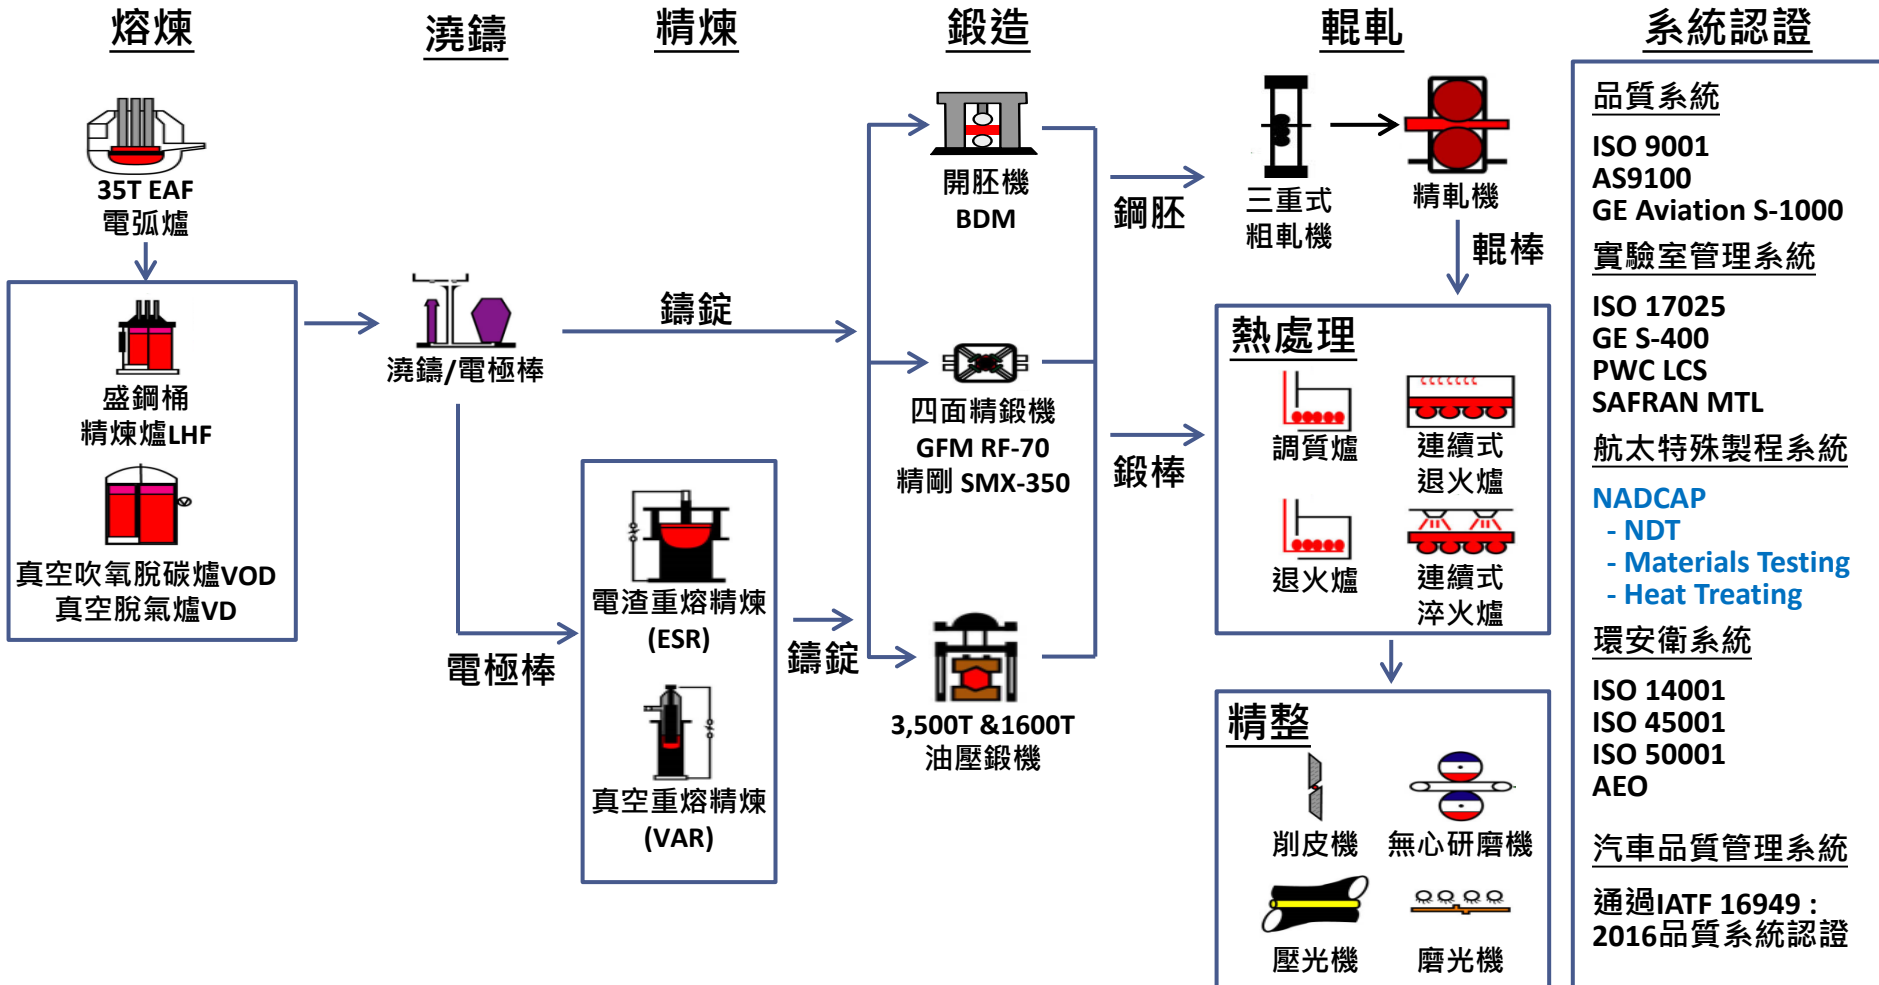 熔煉
澆鑄
精煉
鍛造
輥軋
系統認證
35T EAF
電弧爐
盛鋼桶
精煉爐LHF
真空吹氧脫碳爐VOD
真空脫氣爐VD
澆鑄/電極棒
鑄錠
電極棒
電渣重熔精煉
(ESR)
真空重熔精煉
(VAR)
鑄錠
開胚機
BDM
四面精鍛機
GFM RF-70
精剛 SMX-350
3,500T &1600T
油壓鍛機
鋼胚
鍛棒
三重式
粗軋機
精軋機
輥棒
熱處理
調質爐
連續式
退火爐
退火爐
連續式
淬火爐
精整
削皮機
無心研磨機
壓光機
磨光機
品質系統
ISO 9001
AS9100
GE Aviation S-1000
實驗室管理系統
ISO 17025
GE S-400
PWC LCS
SAFRAN MTL
航太特殊製程系統
NADCAP
- NDT
- Materials Testing
- Heat Treating
環安衛系統
ISO 14001
ISO 45001
ISO 50001
AEO
汽車品質管理系統
通過IATF 16949 :
2016品質系統認證